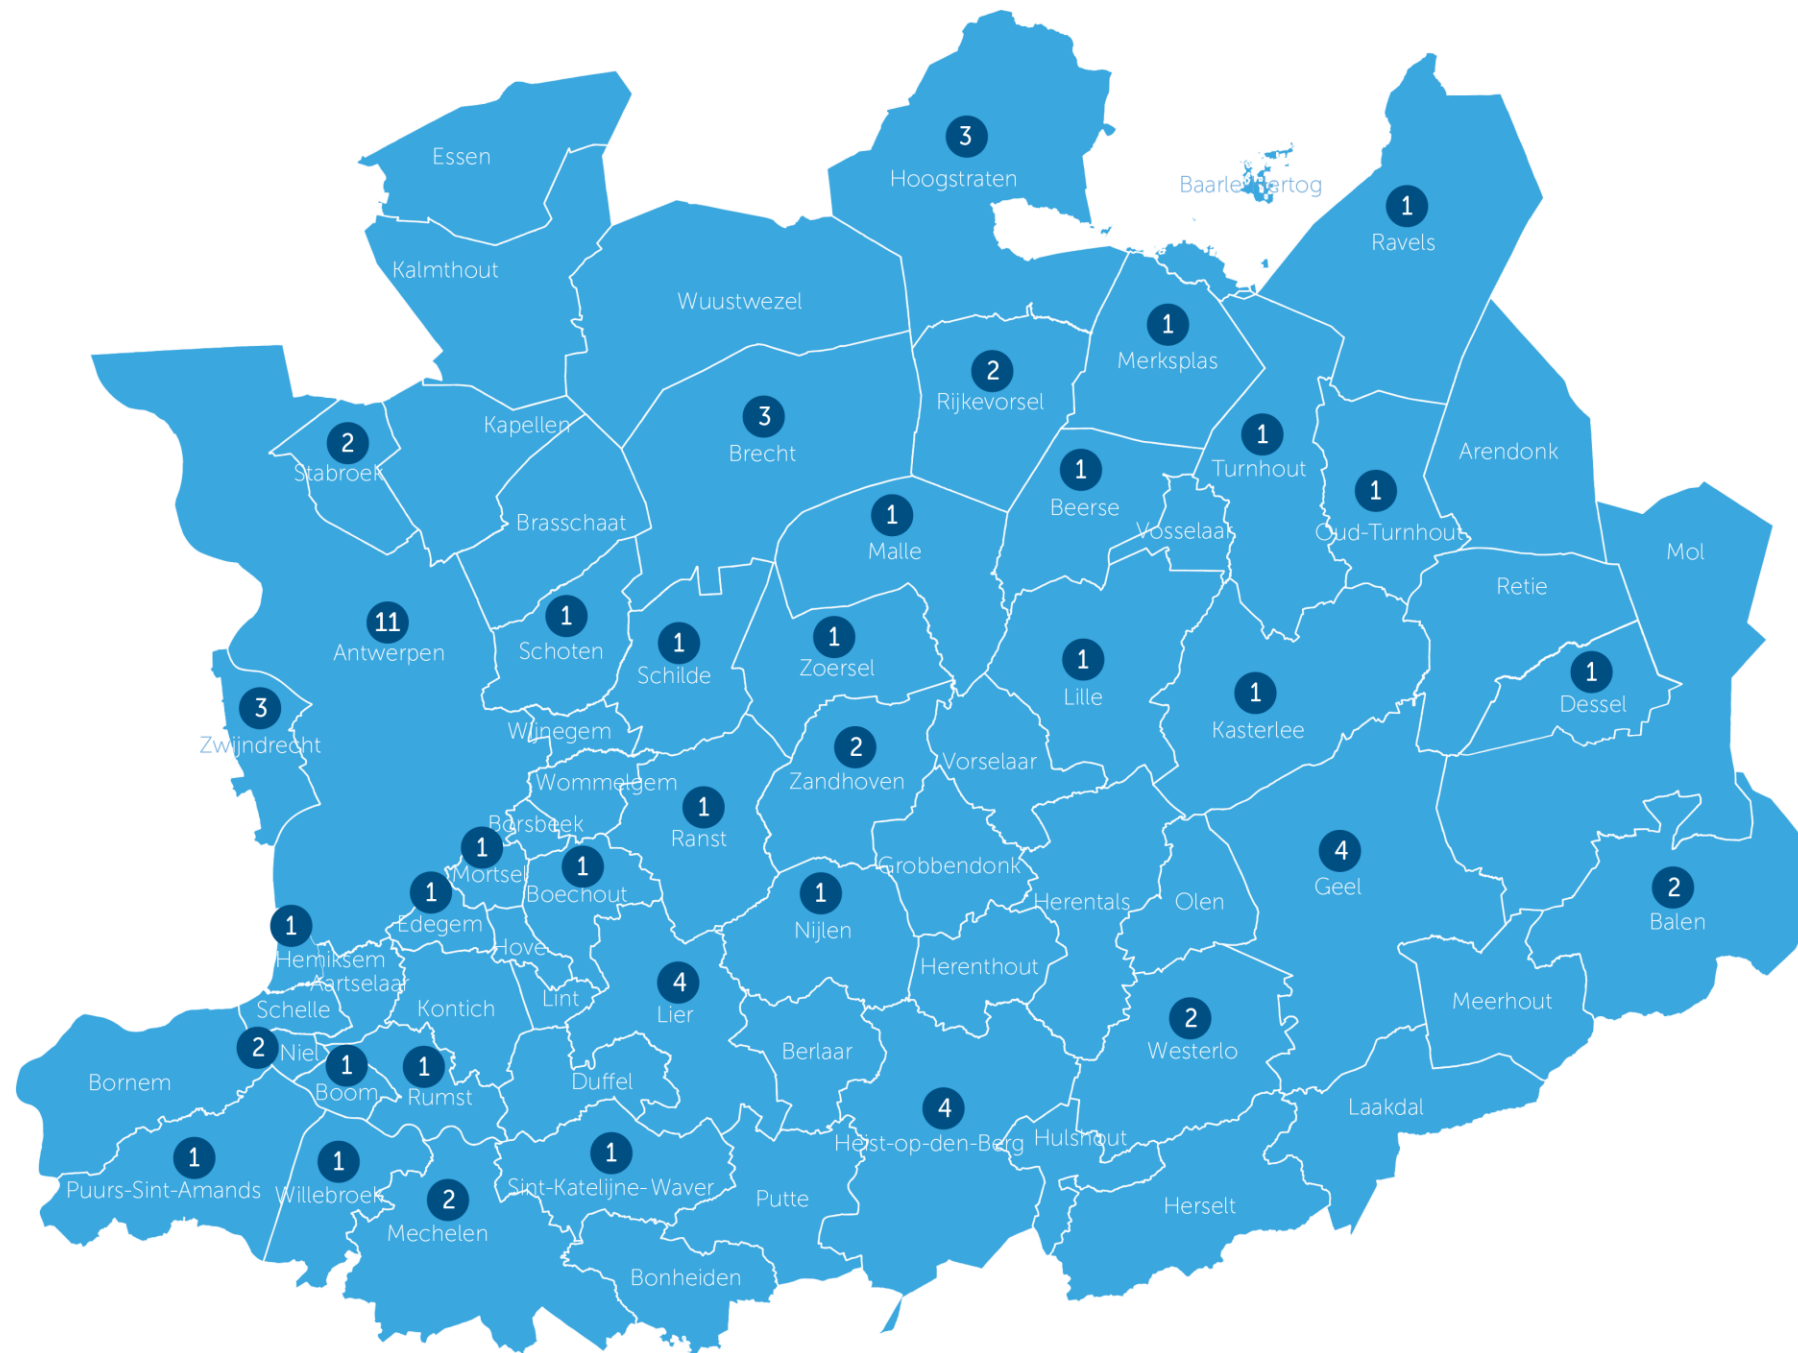 Essen
3
Hoogstraten
Baarle-Hertog
1
Ravels
Kalmthout
Wuustwezel
1
Merksplas
2
Rijkevorsel
3
Brecht
Kapellen
2
Stabroek
1
Turnhout
Arendonk
1
Beerse
1
Oud-Turnhout
Vosselaar
Brasschaat
1
Malle
Mol
Retie
11
Antwerpen
1
Schoten
1
Schilde
1
Zoersel
1
Lille
1
Kasterlee
1
Dessel
3
Zwijndrecht
Wijnegem
2
Zandhoven
Vorselaar
Wommelgem
1
Ranst
Borsbeek
1
Mortsel
1
Boechout
Grobbendonk
4
Geel
2
Balen
1
Edegem
1
Nijlen
Herentals
Olen
1
Hemiksem
Hove
Aartselaar
Herenthout
Schelle
Kontich
Lint
4
Lier
Meerhout
2
Westerlo
2
Niel
Berlaar
Bornem
1
Boom
1
Rumst
Duffel
4
Heist-op-den-Berg
Hulshout
Laakdal
1
Puurs-Sint-Amands
1
Willebroek
1
Sint-Katelijne-Waver
2
Mechelen
Putte
Herselt
Bonheiden